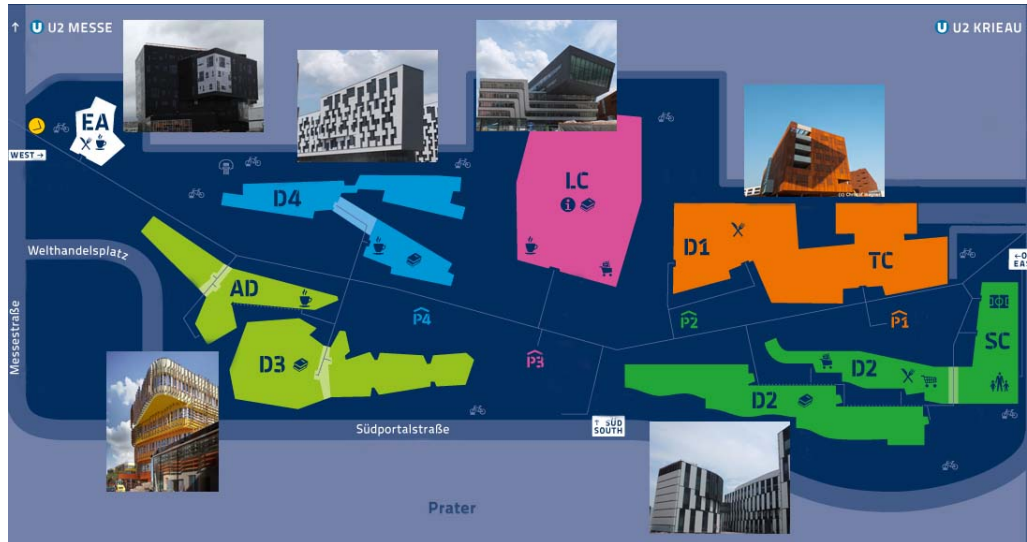 ↑ U U2 MESSE
U U2 KRIEAU
EA
WEST →
LC
D4
D1
TC
Welthandelsplatz
AD
P4
P2
P1
P3
SC
D3
D2
D2
Messestraße
Südportalstraße
↑ SÜD
SOUTH
Prater